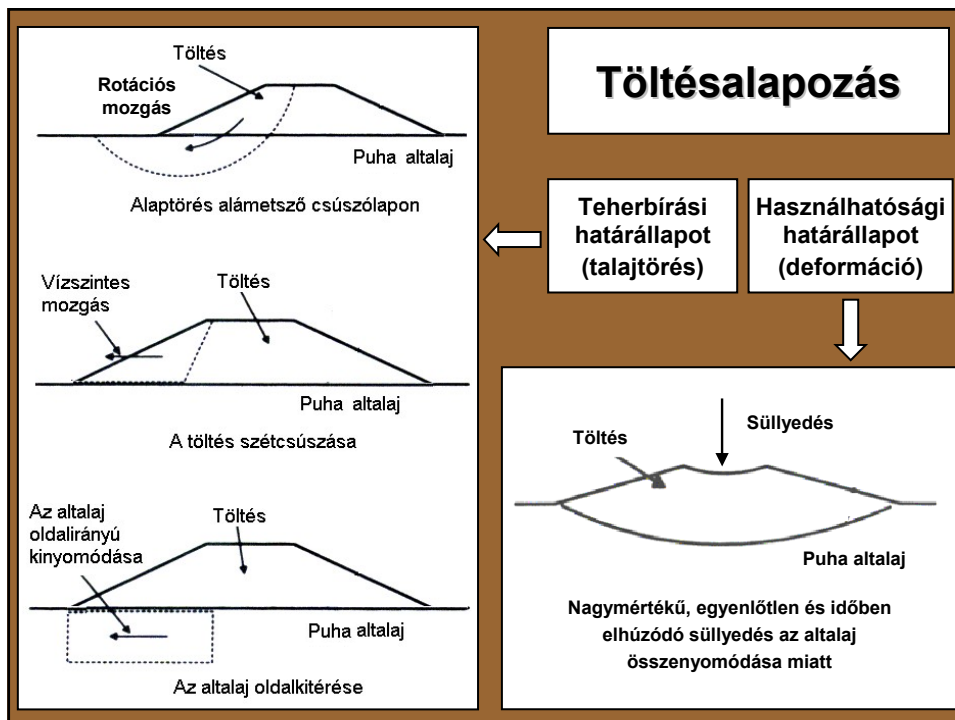 Töltésalapozás
Teherbírási
határállapot
(talajtörés)
Használhatósági
határállapot
(deformáció)
Töltés
Rotációs
mozgás
Puha altalaj
Alaptörés alámetsző csúszólapon
Vízszintes
mozgás
Töltés
Puha altalaj
A töltés szétcsúszása
Az altalaj
oldalirányú
kinyomódása
Töltés
Puha altalaj
Az altalaj oldalkitérése
Süllyedés
Töltés
Puha altalaj
Nagymértékű, egyenlőtlen és időben
elhúzódó süllyedés az altalaj
összenyomódása miatt